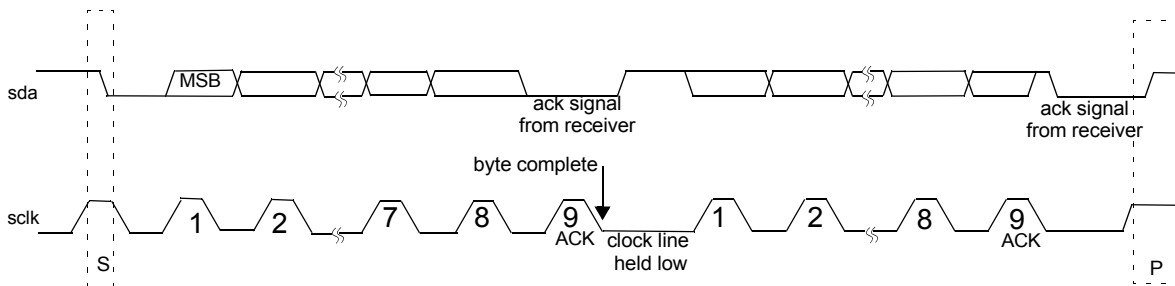 MSB
sda
ack signal
from receiver
ack signal
from receiver
byte complete
sclk
1 2 7 8 9 1 2 8 9
ACK
clock line
held low
ACK
S
P